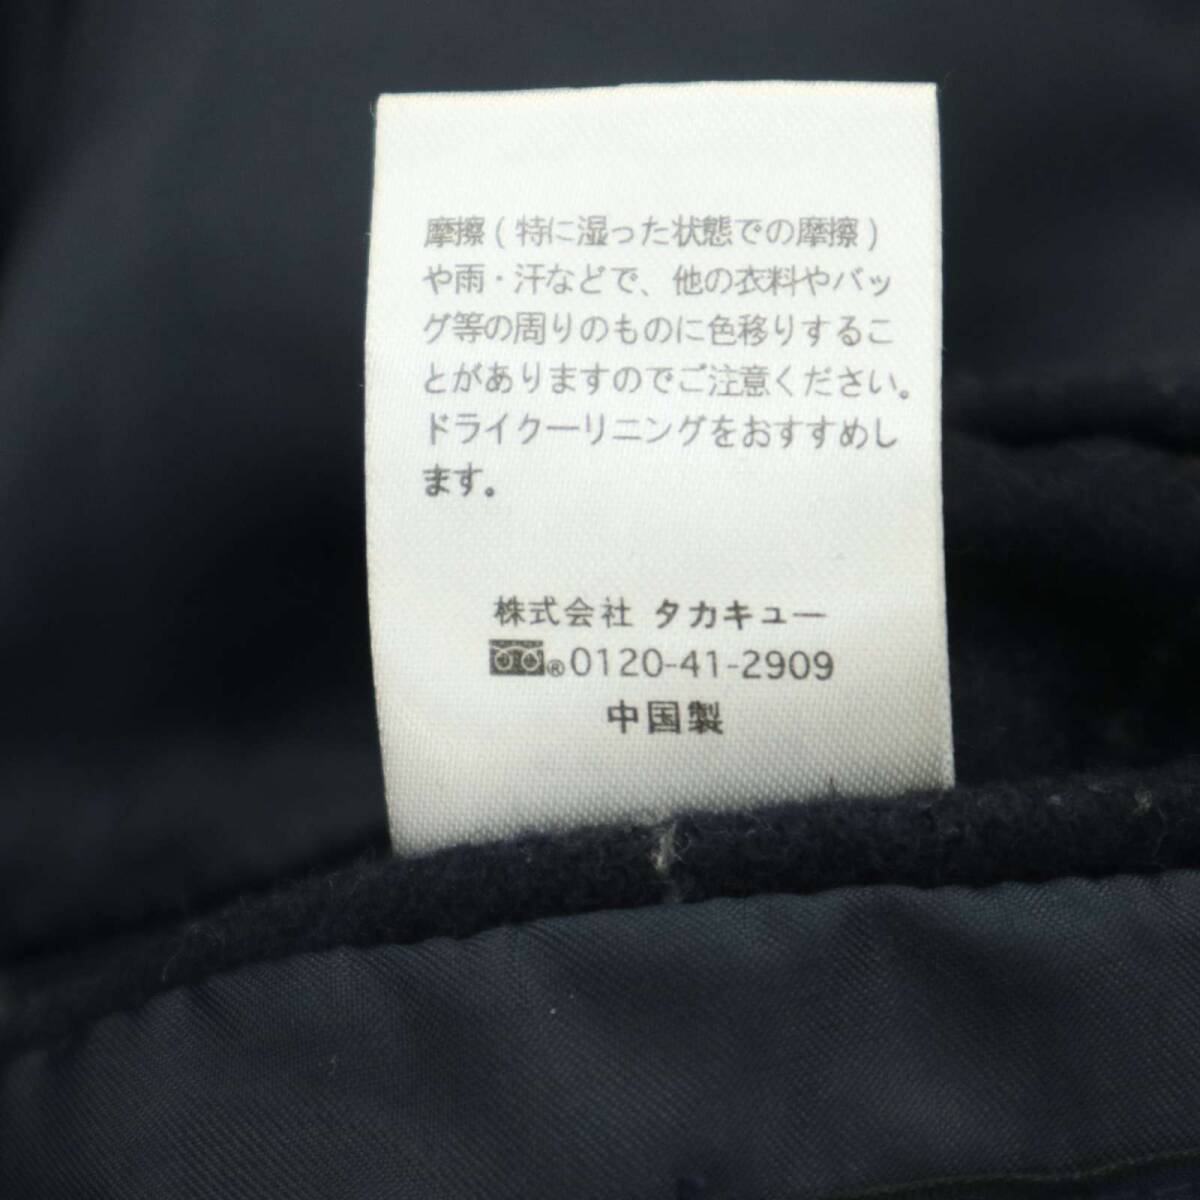 摩擦(特に湿った状態での摩擦)
や雨・汗などで、他の衣料やバッ
グ等の周りのものに色移りするこ
とがありますのでご注意ください。
ドライクーリニングをおすすめし
ます。
株式会社 タカキュー
®0120-41-2909
中国製